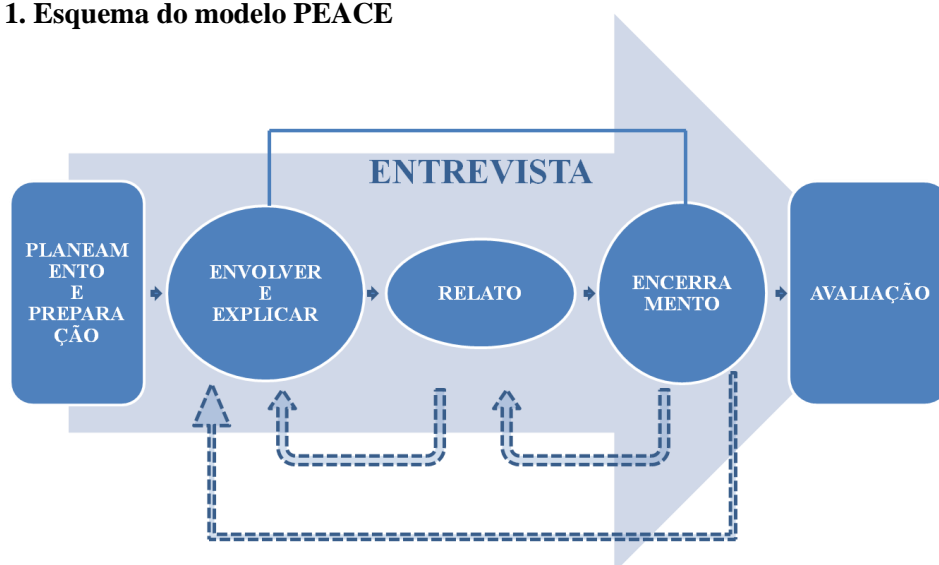 1. Esquema do modelo PEACE
ENTREVISTA
PLANEAM
ENTO
E
PREPARA
ÇÃO
ENVOLVER
E
EXPLICAR
RELATO
ENCERRA
MENTO
AVALIAÇÃO